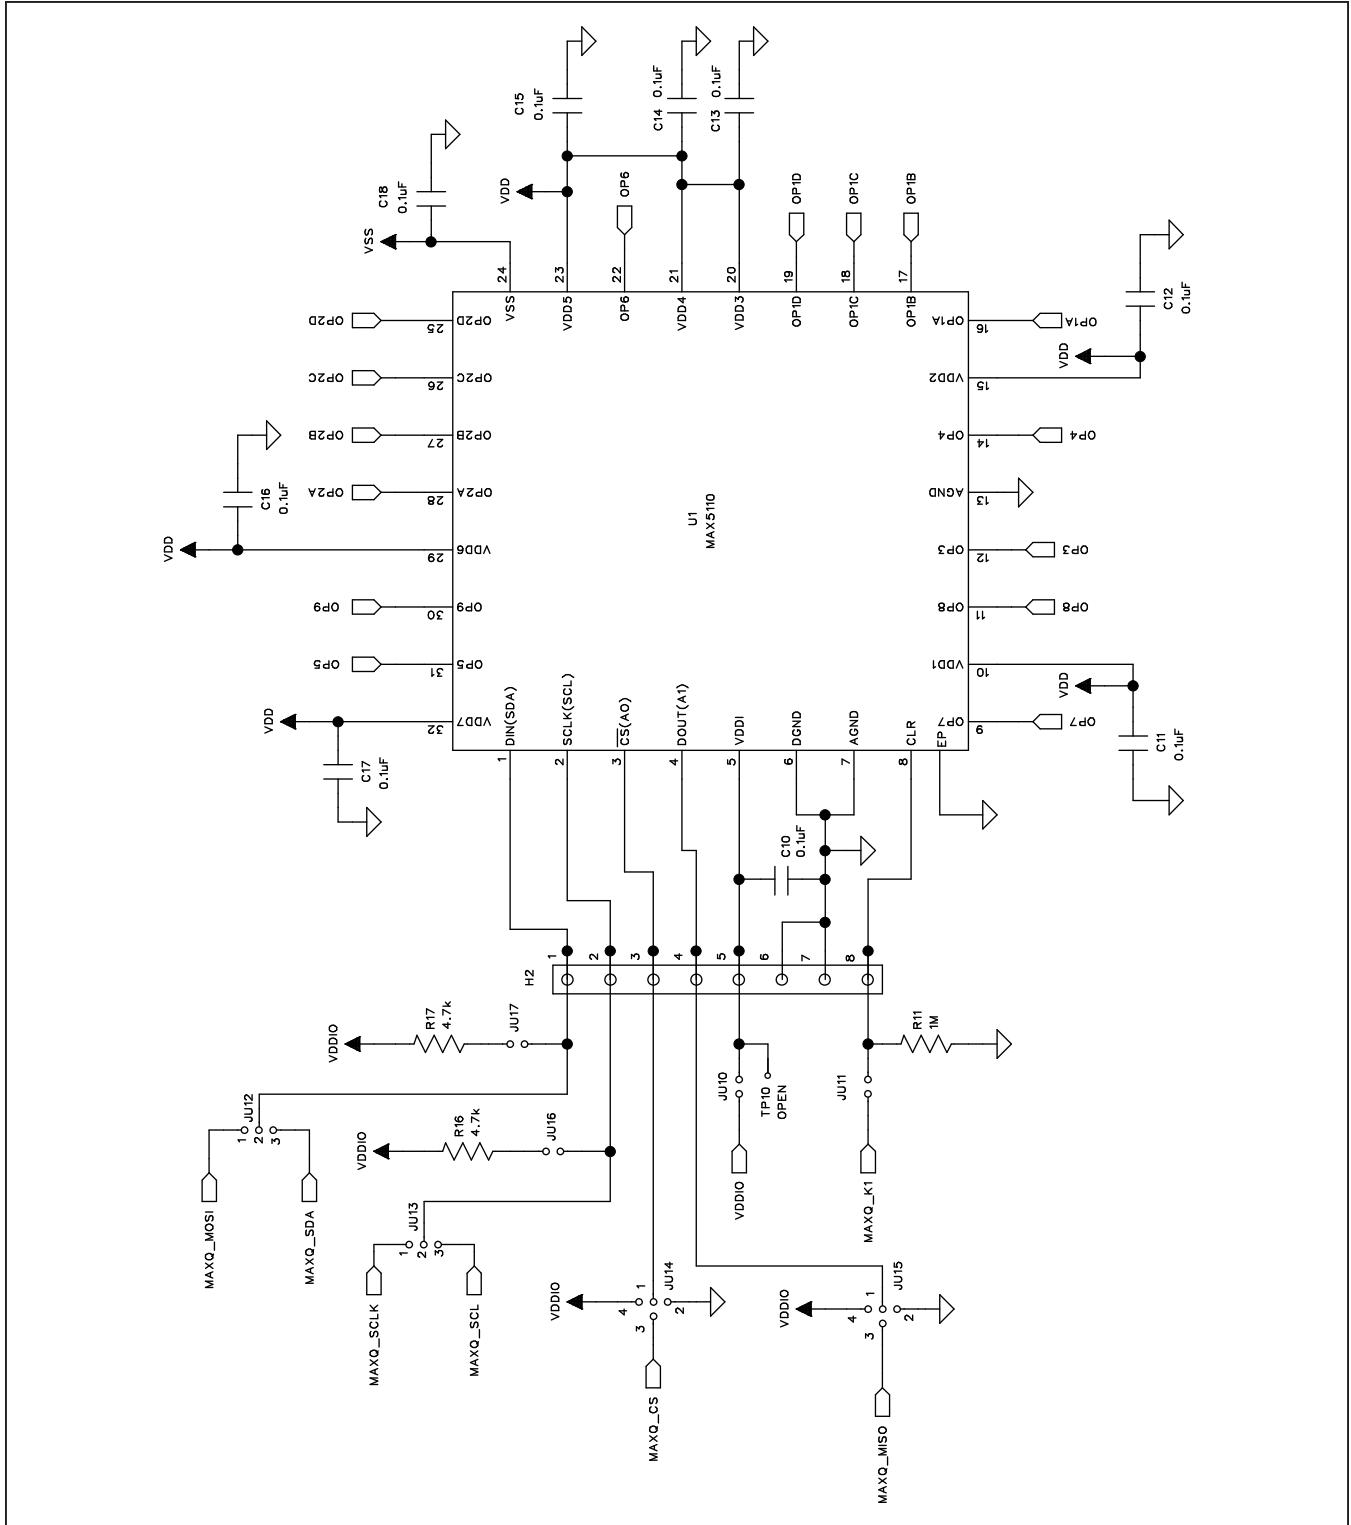 C15
0.1uF
C14 0.1uF
C13 0.1uF
C18
0.1uF
VSS
VDD
OP6
OP1D
OP1C
OP1B
24
23
22
21
20
19
18
17
VSS
VDD5
OP6
VDD4
VDD3
OP1D
OP1C
OP1B
C12
0.1uF
VDD
OP2D
25
OP2D
OP2C
26
OP2C
OP2B
27
OP2B
OP2A
28
OP2A
C16
0.1uF
VDD
29
VDD6
OP9
30
OP9
OP5
31
OP5
VDD
32
VDD7
C17
0.1uF
U1
MAX5110
OP1A
16
OP1A
VDD2
15
OP4
14
OP4
AGND
13
OP3
12
OP3
OP8
11
OP8
VDD1
10
VDD
OP7
9
OP7
C11
0.1uF
DIN(SDA)
SCLK(SCL)
CS(A0)
DOUT(A1)
VDDI
DGND
AGND
CLR
EP
1
2
3
4
5
6
7
8
C10
0.1uF
H2
1
2
3
4
5
6
7
8
VDDIO
R17
4.7k
JU17
JU12
1
2
3
MAXQ_MOSI
MAXQ_SDA
VDDIO
R16
4.7k
JU16
JU13
1
2
3
MAXQ_SCLK
MAXQ_SCL
JU10
TP10
OPEN
VDDIO
JU11
R11
1M
MAXQ_K1
VDDIO
JU14
4
1
3
2
MAXQ_CS
VDDIO
JU15
4
1
3
2
MAXQ_MISO